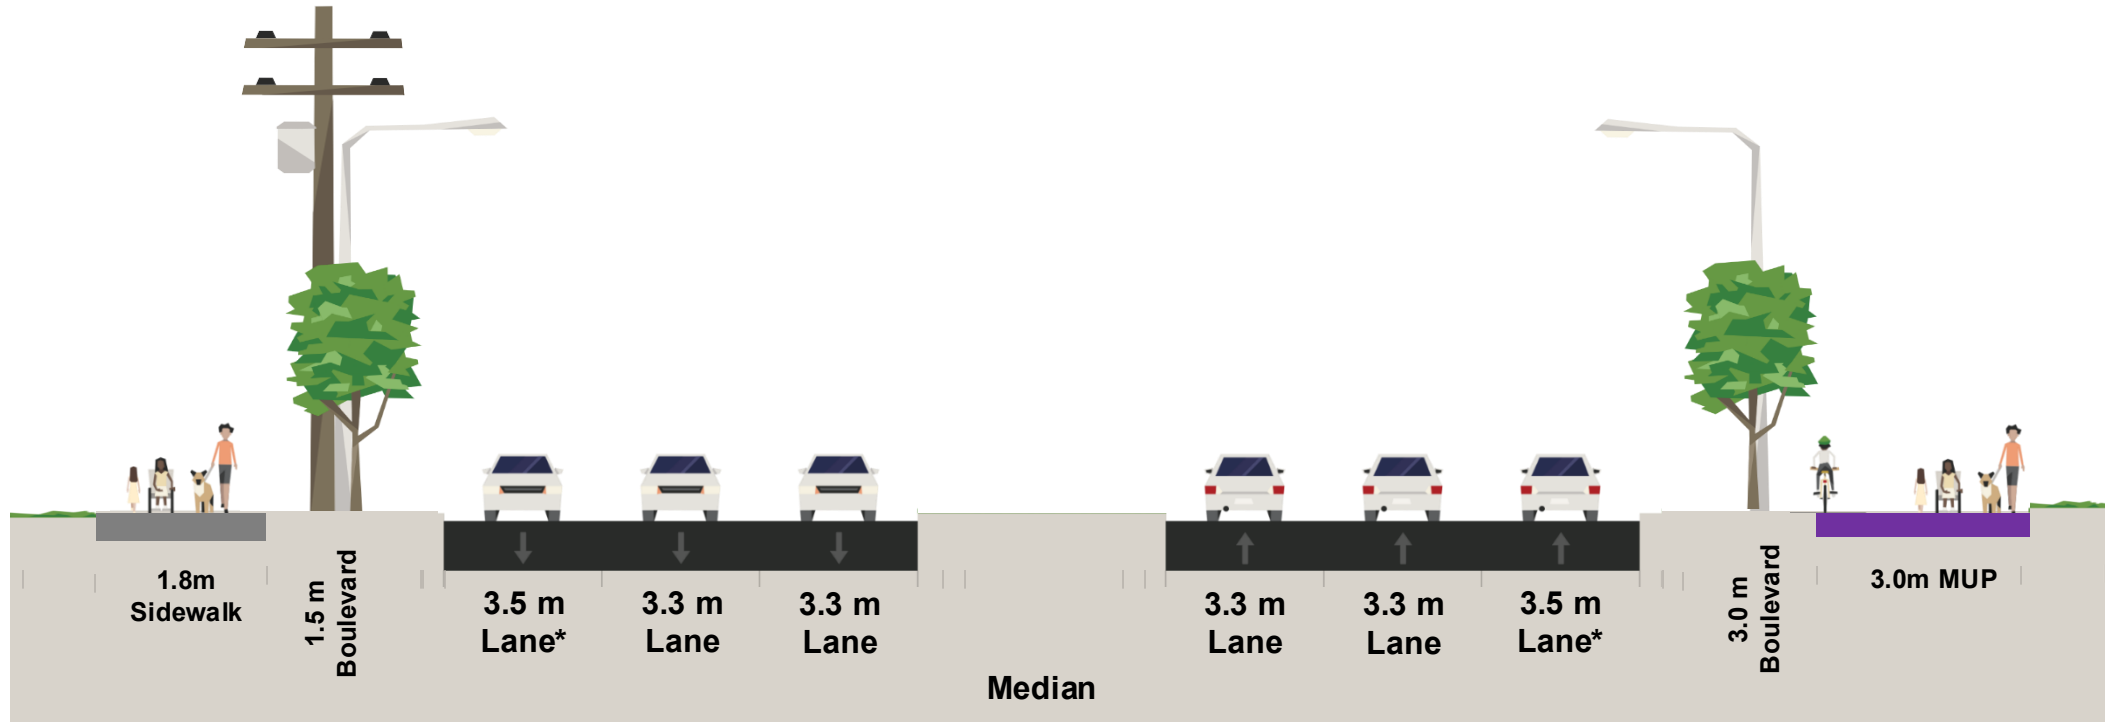 1.8m
Sidewalk
1.5 m
Boulevard
3.5 m
Lane*
3.3 m
Lane
3.3 m
Lane
Median
3.3 m
Lane
3.3 m
Lane
3.5 m
Lane*
3.0 m
Boulevard
3.0m MUP